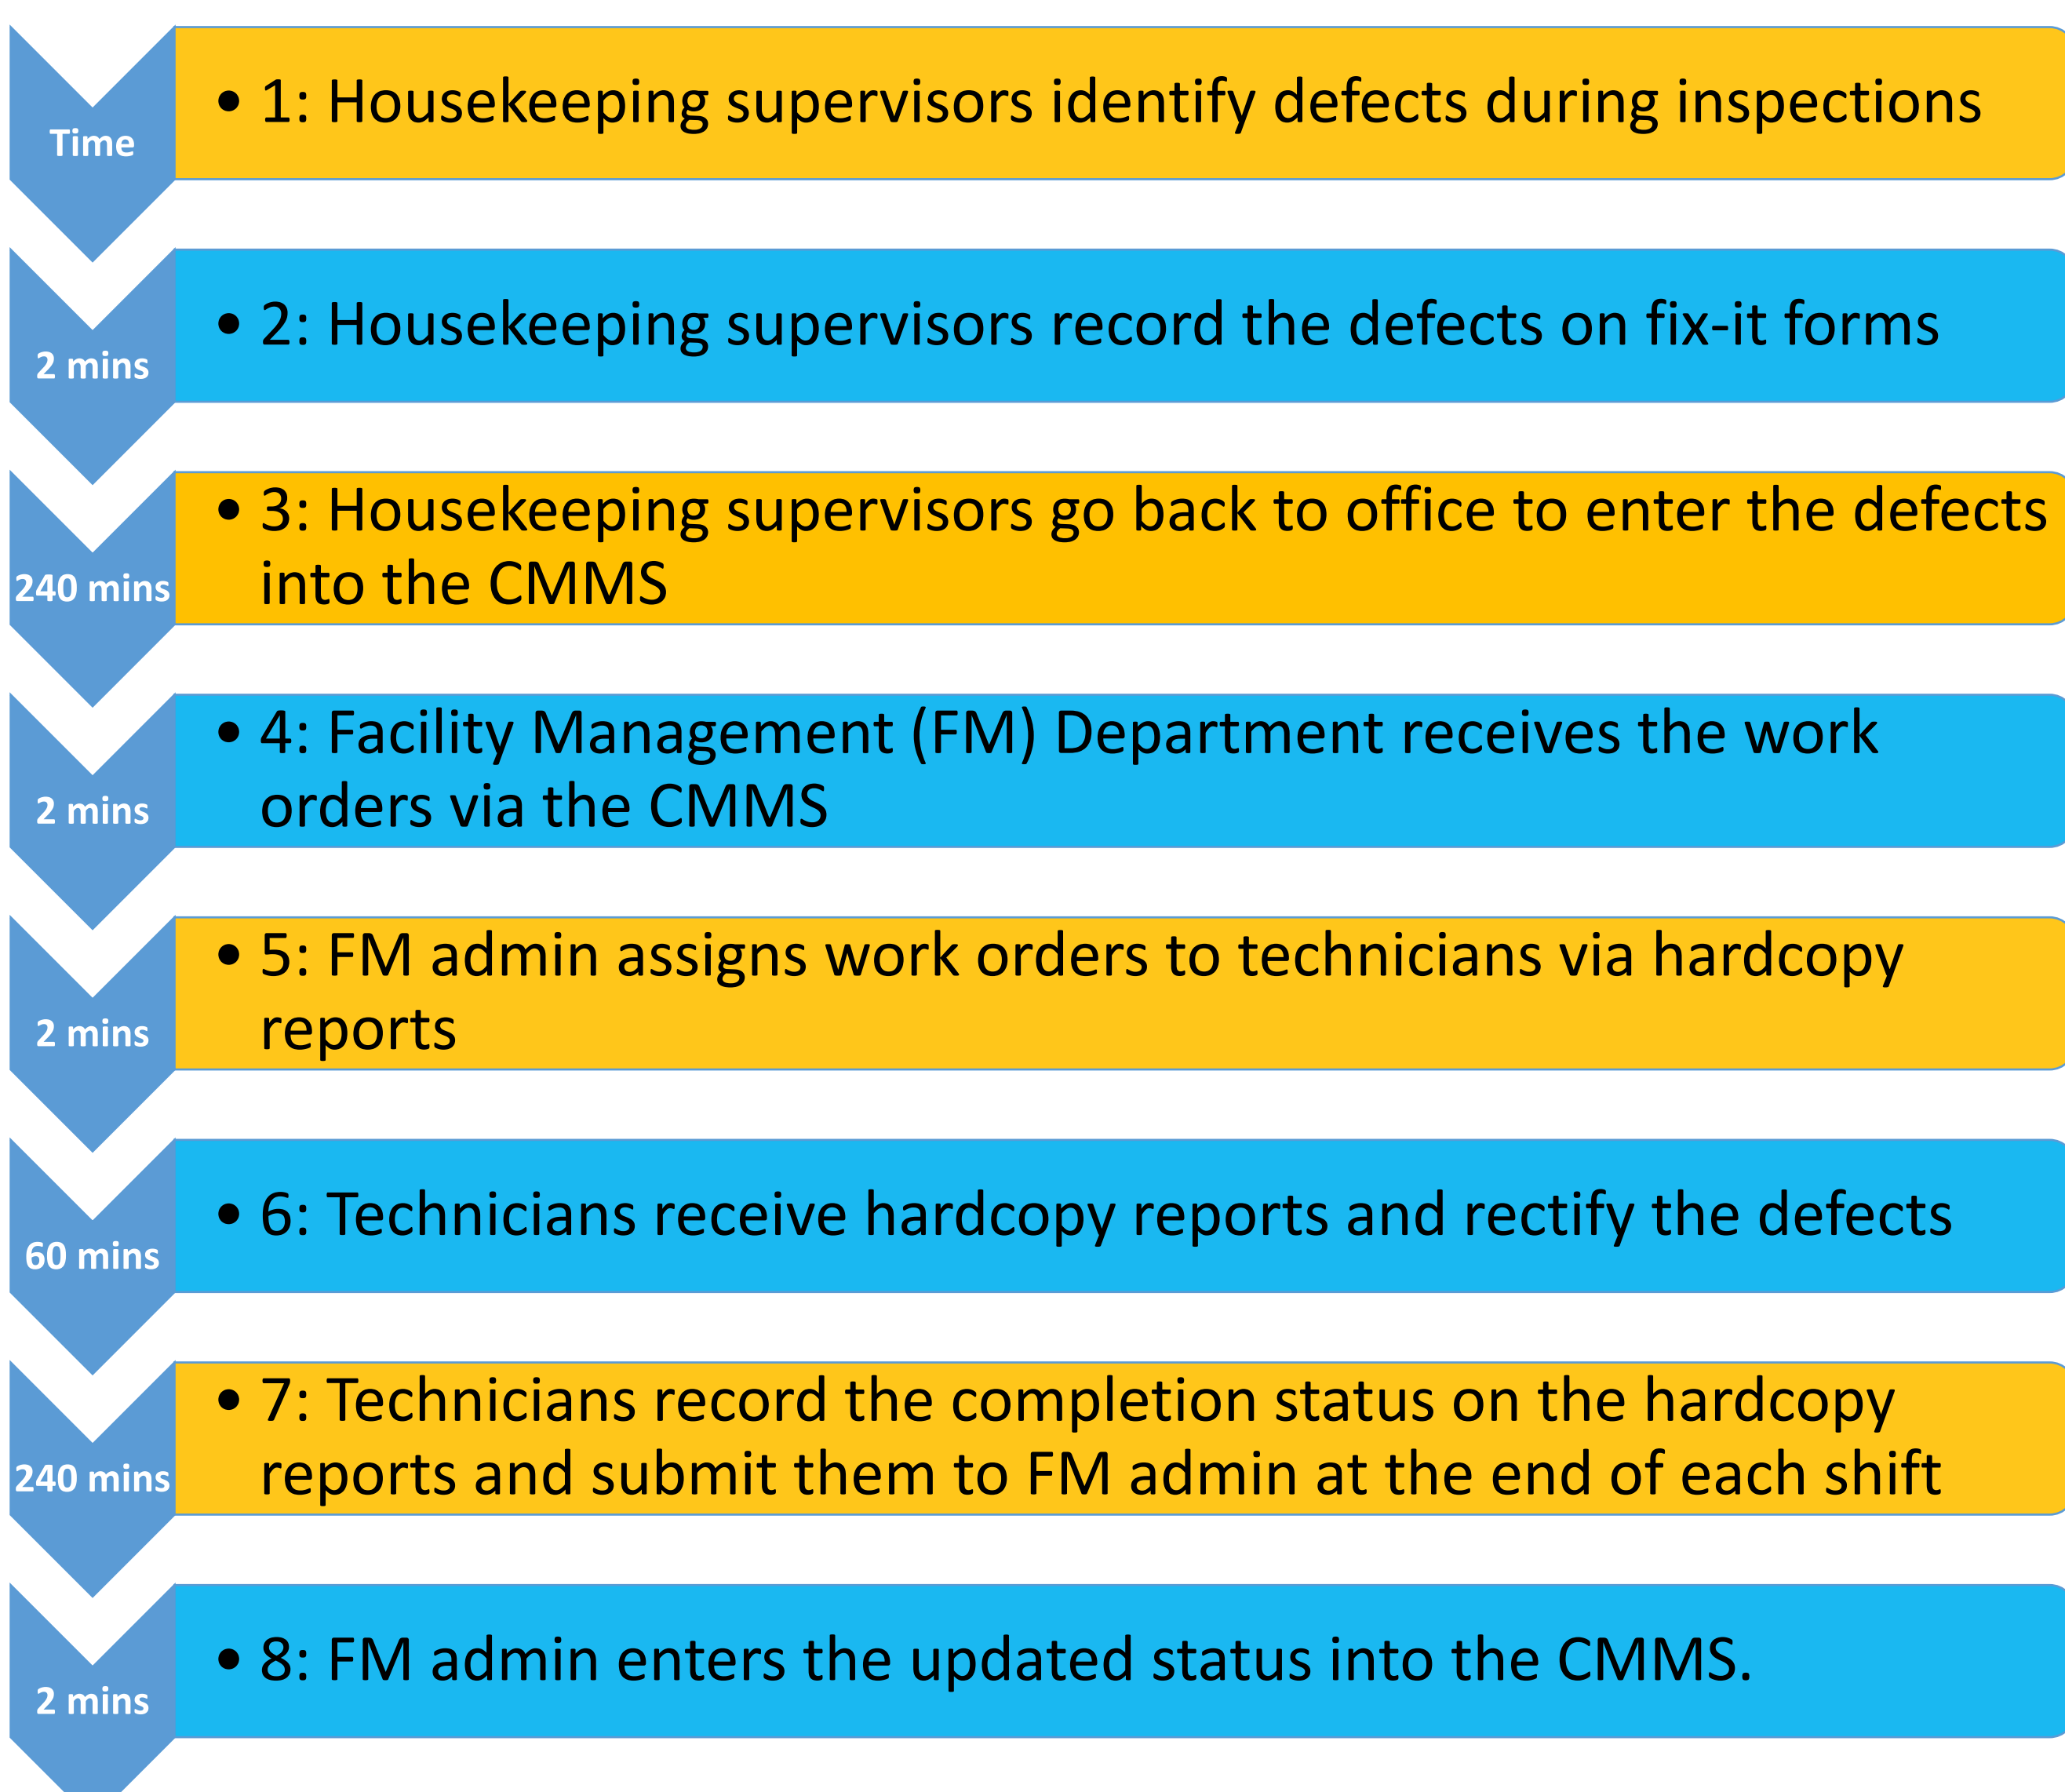 Time
• 1: Housekeeping supervisors identify defects during inspections
2 mins
• 2: Housekeeping supervisors record the defects on fix-it forms
240 mins
• 3: Housekeeping supervisors go back to office to enter the defects
into the CMMS
2 mins
• 4: Facility Management (FM) Department receives the work
orders via the CMMS
2 mins
• 5: FM admin assigns work orders to technicians via hardcopy
reports
60 mins
• 6: Technicians receive hardcopy reports and rectify the defects
240 mins
• 7: Technicians record the completion status on the hardcopy
reports and submit them to FM admin at the end of each shift
2 mins
• 8: FM admin enters the updated status into the CMMS.